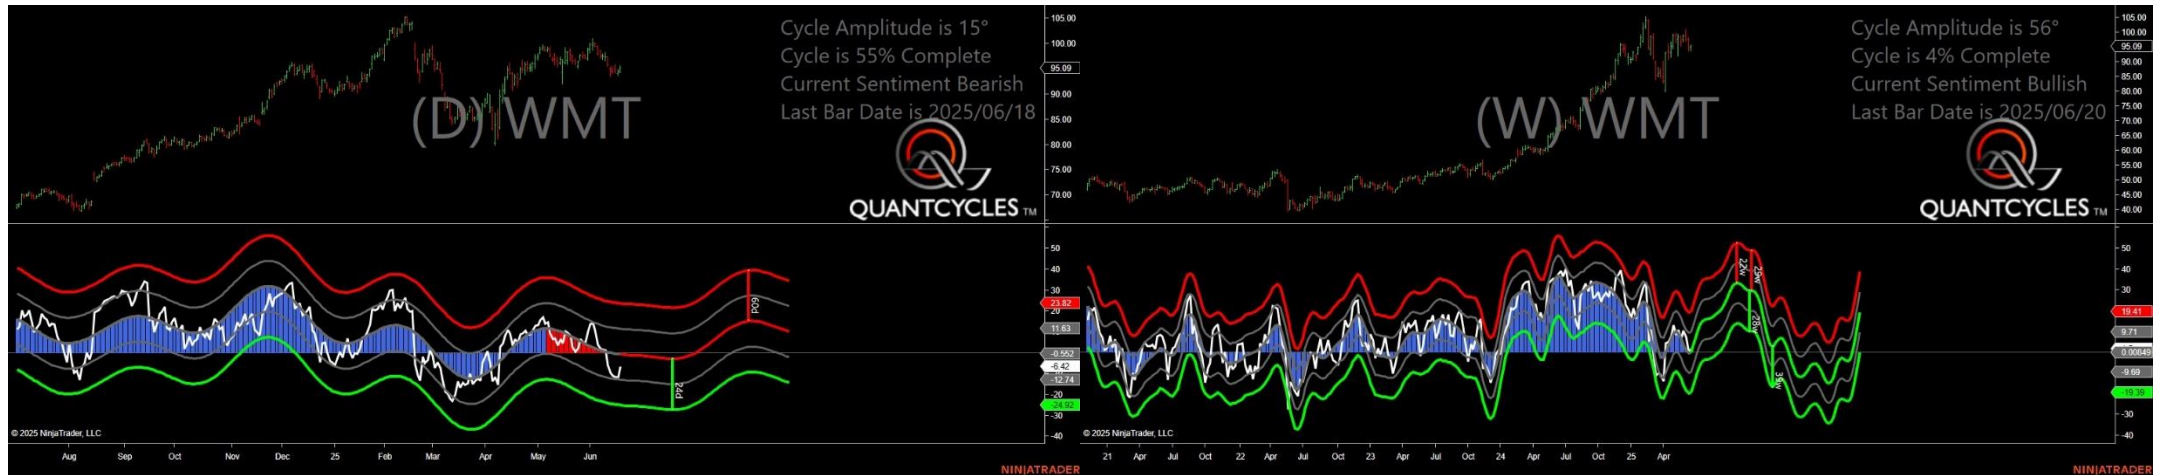 Cycle Amplitude is 15°
Cycle is 55% Complete
Current Sentiment Bearish
Last Bar Date is 2025/06/18
(D) WMT
QUANTCYCLES TM
105.00
100.00
95.09
90.00
85.00
80.00
75.00
70.00
50
40
30
23.82
20
11.63
-0.552
-6.42
-12.74
-20
-24.92
-30
-40
60d
24d
© 2025 NinjaTrader, LLC
Aug Sep Oct Nov Dec 25 Feb Mar Apr May Jun
NINJATRADER
Cycle Amplitude is 56°
Cycle is 4% Complete
Current Sentiment Bullish
Last Bar Date is 2025/06/20
(W) WMT
QUANTCYCLES TM
105.00
100.00
95.09
90.00
85.00
80.00
75.00
70.00
65.00
60.00
55.00
50.00
45.00
40.00
50
40
30
19.41
9.71
0.00849
-9.69
-19.39
-30
-40
22w
29w
28w
39w
© 2025 NinjaTrader, LLC
21 Apr Jul Oct 22 Apr Jul Oct 23 Apr Jul Oct 24 Apr Jul Oct 25 Apr
NINJATRADER